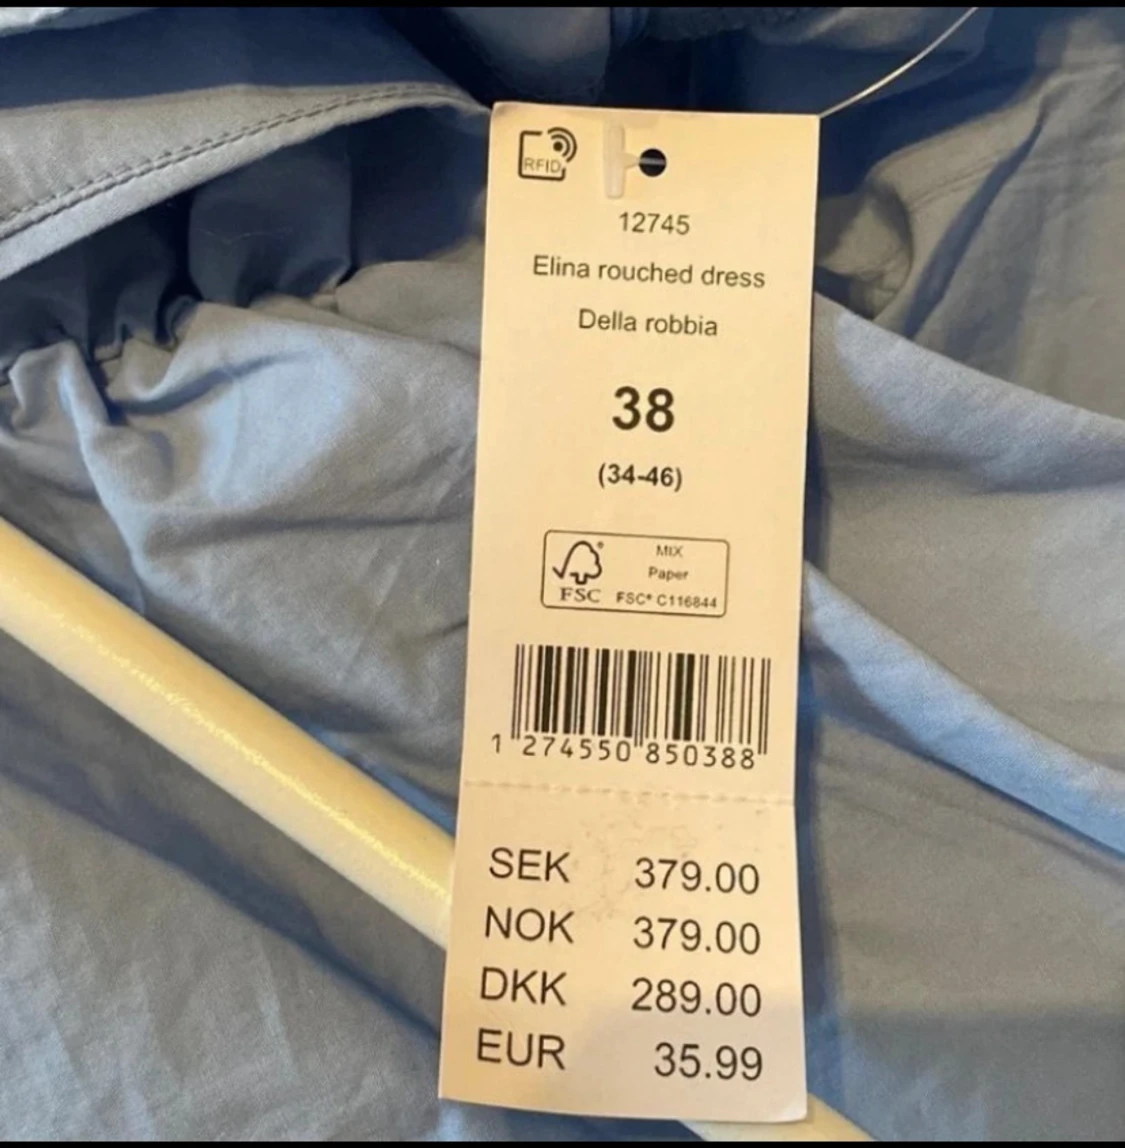 RFID
12745
Elina rouched dress
Della robbia
38
(34-46)
MIX
Paper
FSC® C116844
FSC
1 274550 850388
SEK 379.00
NOK 379.00
DKK 289.00
EUR 35.99